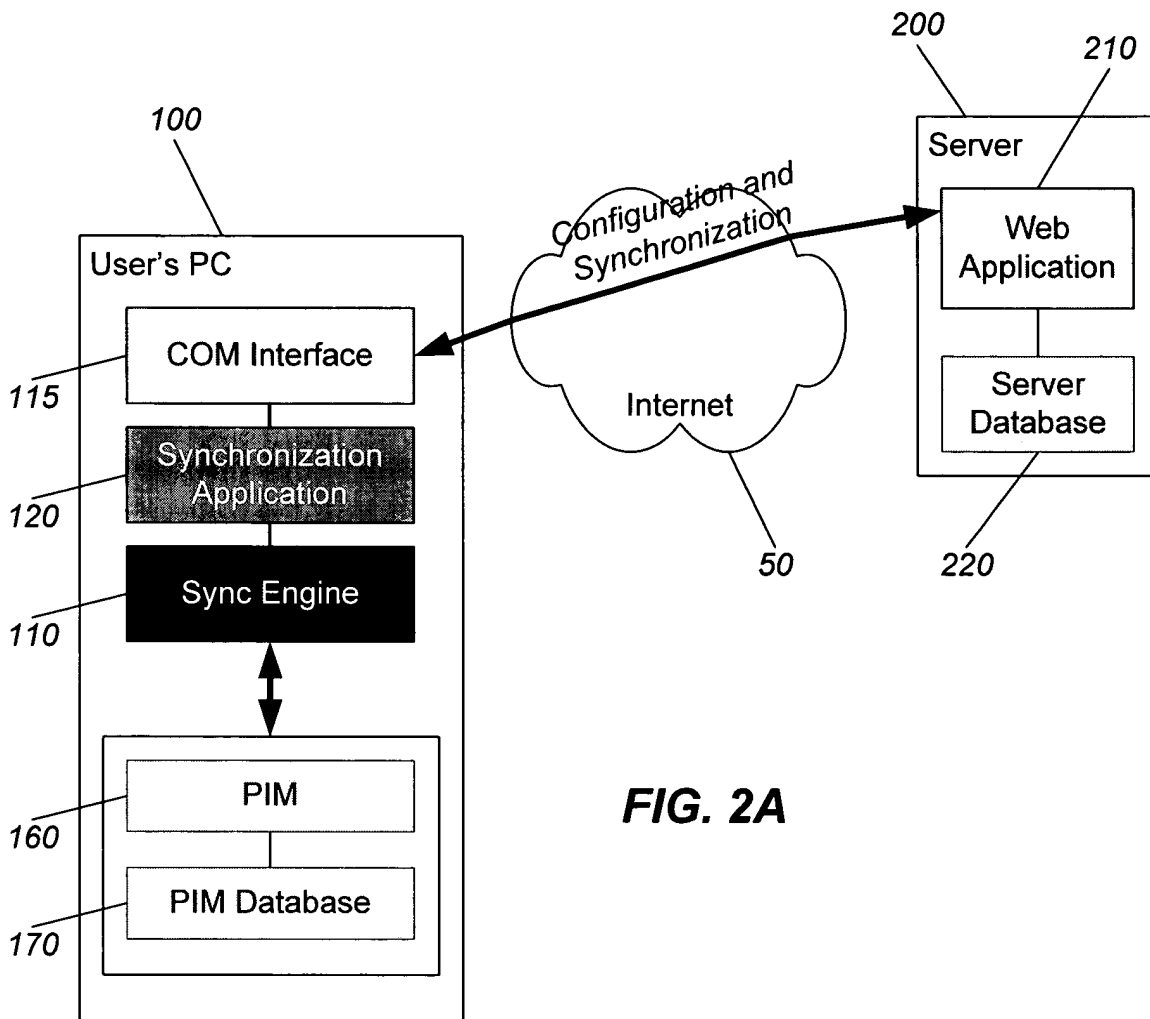 200
210
100
Server
Configuration and
Synchronization
Web
Application
User's PC
COM Interface
115
Internet
Server
Database
Synchronization
Application
120
50
220
Sync Engine
110
PIM
160
FIG. 2A
PIM Database
170